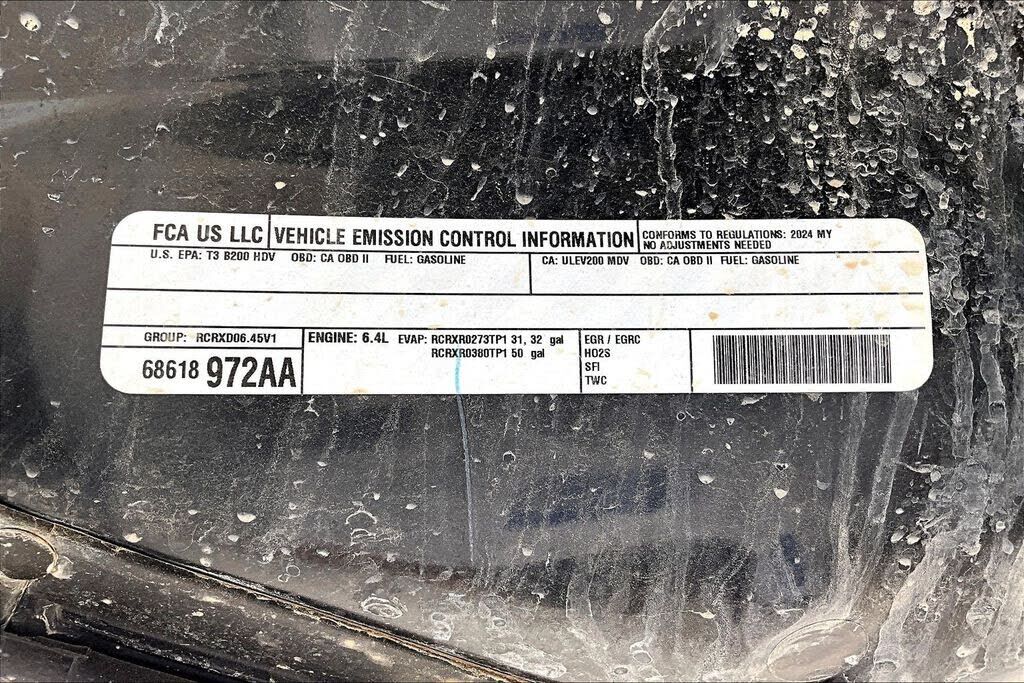 FCA US LLC
VEHICLE EMISSION CONTROL INFORMATION
CONFORMS TO REGULATIONS: 2024 MY
NO ADJUSTMENTS NEEDED
U.S. EPA: T3 B200 HDV OBD: CA OBD II FUEL: GASOLINE
CA: ULEV200 MDV OBD: CA OBD II FUEL: GASOLINE
GROUP: RCRXD06.45V1
68618 972AA
ENGINE: 6.4L EVAP: RCRXR0273TP1 31, 32 gal
RCRXR0380TP1 50 gal
EGR / EGRC
HO2S
SFI
TWC